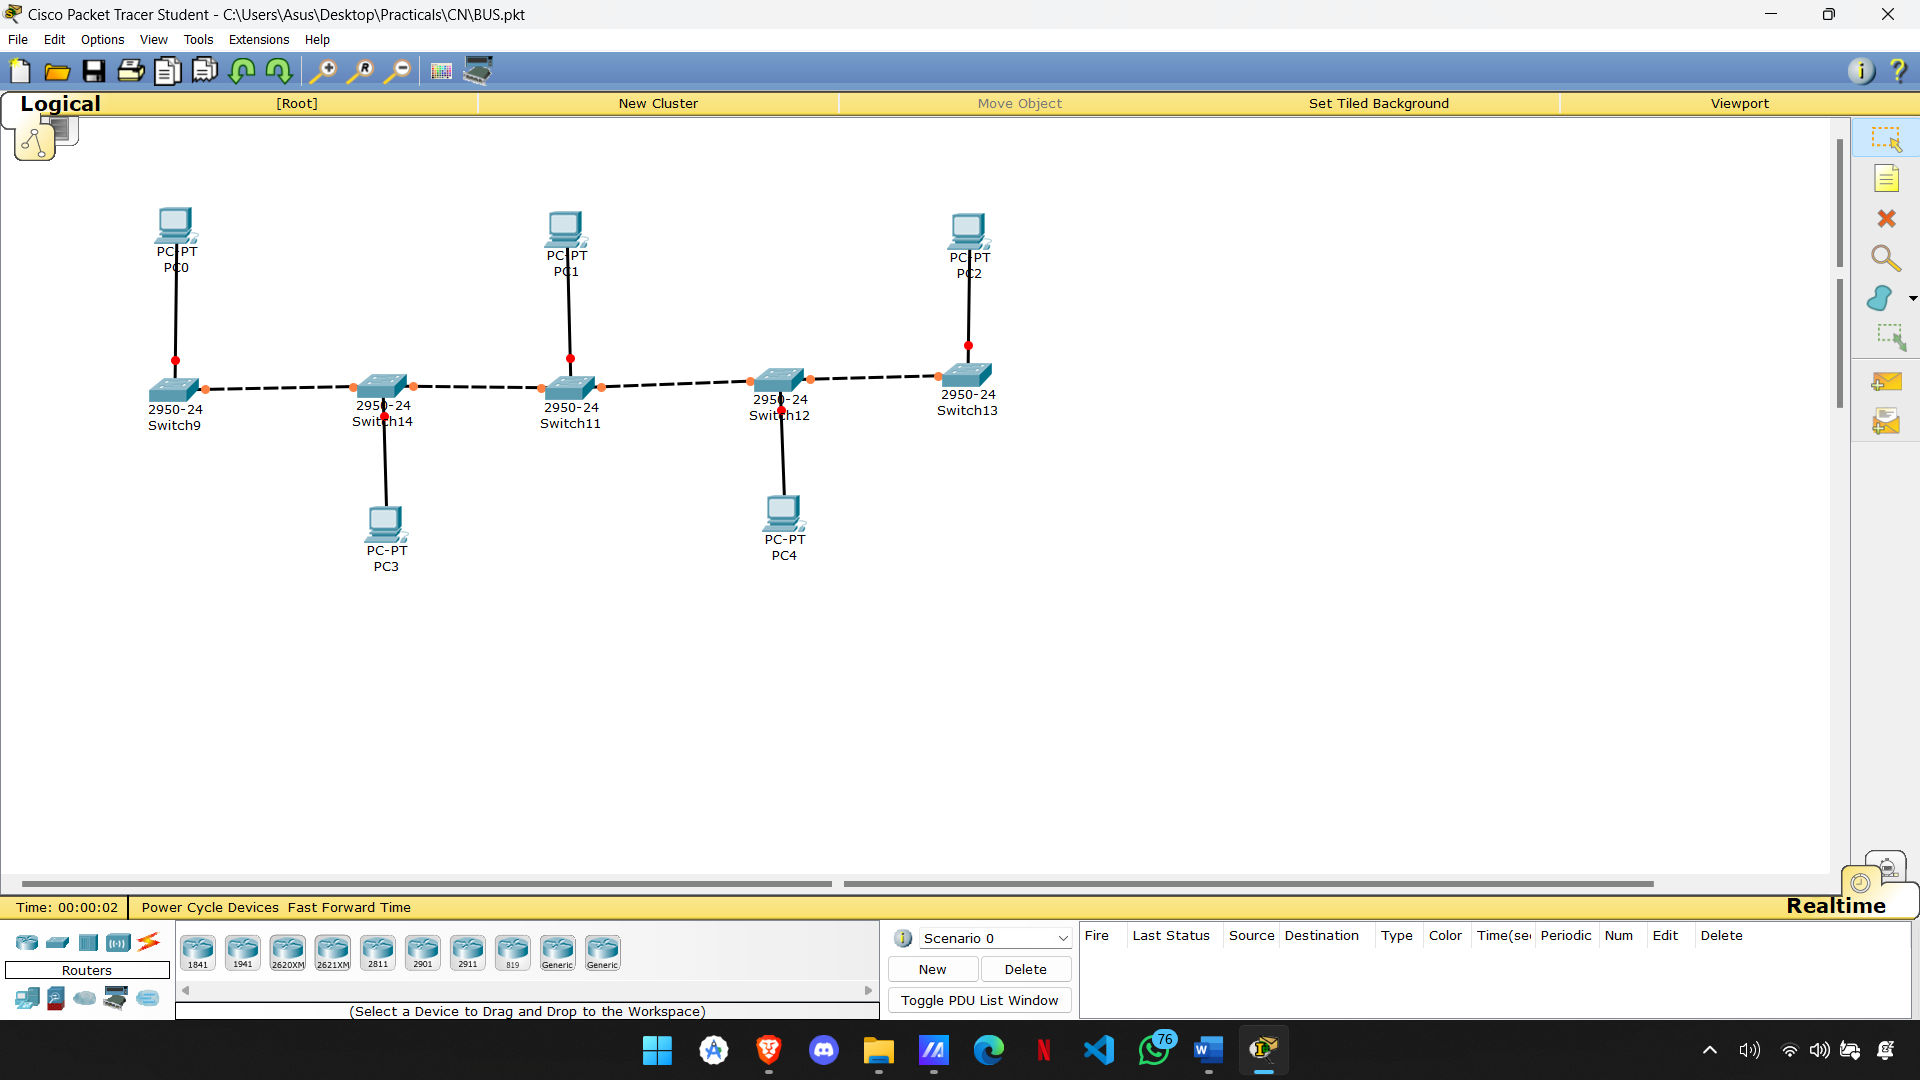 Cisco Packet Tracer Student - C:\Users\Asus\Desktop\Practicals\CN\BUS.pkt
File Edit Options View Tools Extensions Help
Logical [Root] New Cluster Move Object Set Tiled Background Viewport
PC-PT
PC0
PC-PT
PC1
PC-PT
PC2
2950-24
Switch9
2950-24
Switch14
2950-24
Switch11
2950-24
Switch12
2950-24
Switch13
PC-PT
PC3
PC-PT
PC4
Time: 00:00:02 Power Cycle Devices Fast Forward Time
Realtime
Routers
1841 1941 2620XM 2621XM 2811 2901 2911 819 Generic Generic
(Select a Device to Drag and Drop to the Workspace)
Scenario 0
New Delete
Toggle PDU List Window
Fire Last Status Source Destination Type Color Time(sec Periodic Num Edit Delete
76